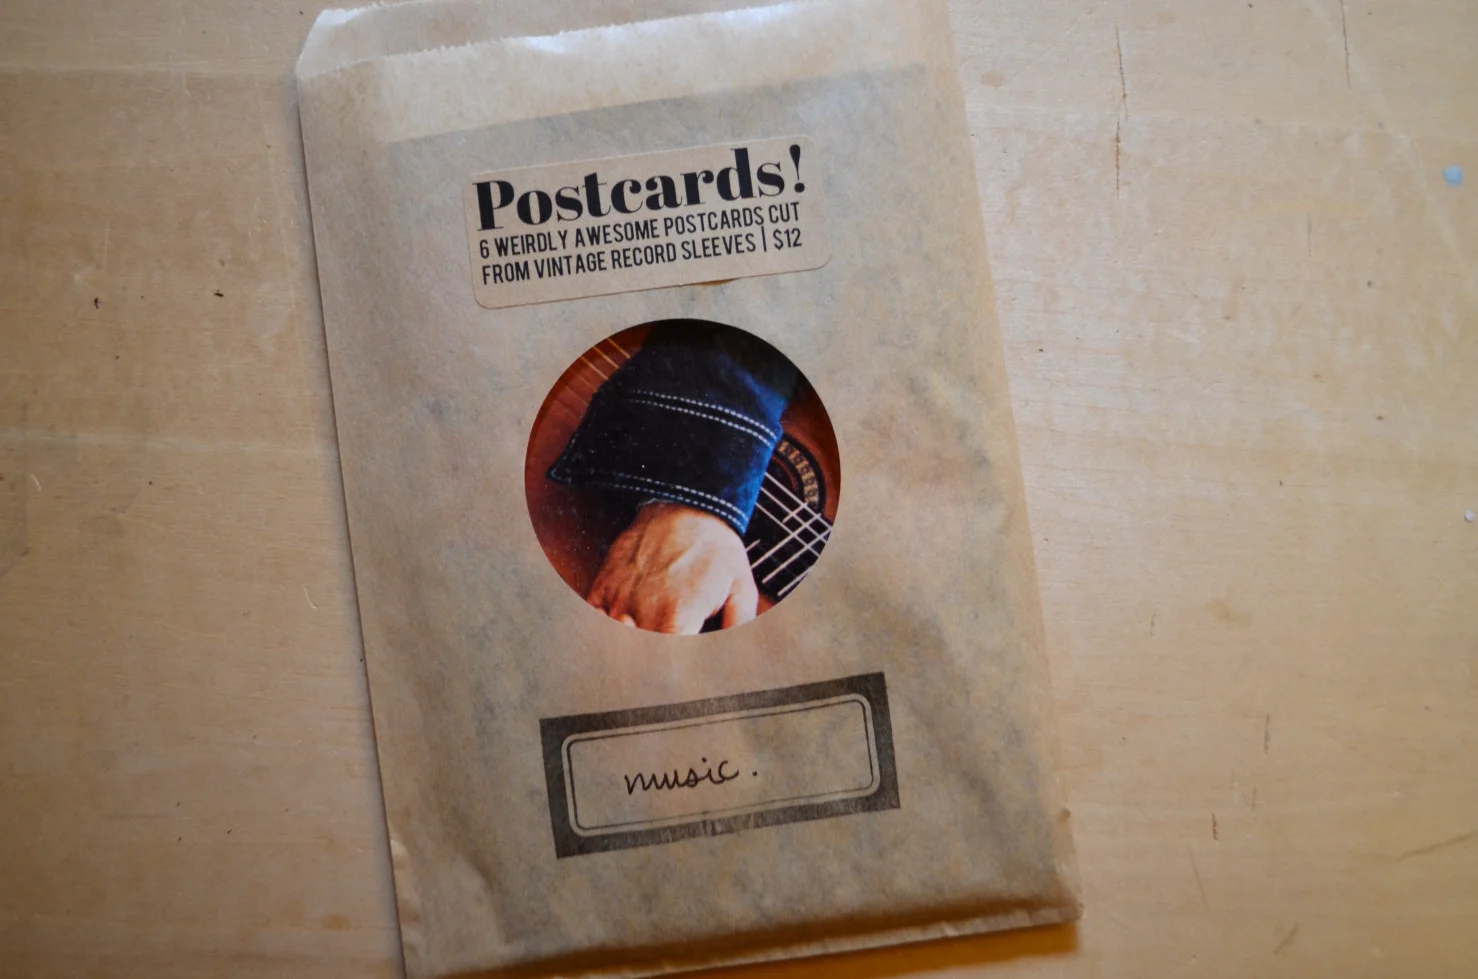 Postcards!
6 WEIRDLY AWESOME POSTCARDS CUT
FROM VINTAGE RECORD SLEEVES | $12
music.